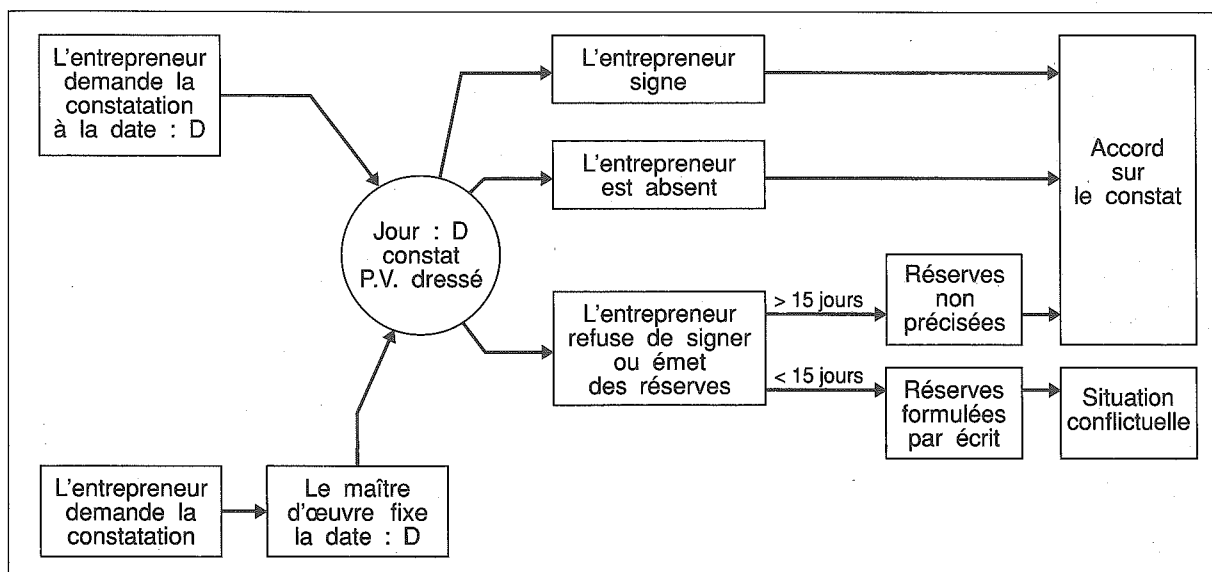 L'entrepreneur
demande la
constatation
à la date : D
L'entrepreneur
signe
L'entrepreneur
est absent
Accord
sur
le constat
Jour : D
constat
P.V. dressé
L'entrepreneur
refuse de signer
ou émet
des réserves
> 15 jours
Réserves
non
précisées
< 15 jours
Réserves
formulées
par écrit
Situation
conflictuelle
L'entrepreneur
demande la
constatation
Le maître
d'œuvre fixe
la date : D